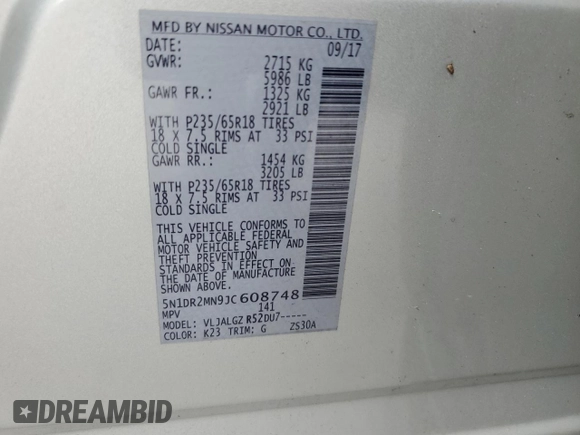 MFD BY NISSAN MOTOR CO., LTD.
DATE: 09/17
GVWR: 2715 KG
5986 LB
GAWR FR.: 1325 KG
2921 LB
WITH P235/65R18 TIRES
18 X 7.5 RIMS AT 33 PSI
COLD SINGLE
GAWR RR.: 1454 KG
3205 LB
WITH P235/65R18 TIRES
18 X 7.5 RIMS AT 33 PSI
COLD SINGLE
THIS VEHICLE CONFORMS TO
ALL APPLICABLE FEDERAL
MOTOR VEHICLE SAFETY AND
THEFT PREVENTION
STANDARDS IN EFFECT ON
THE DATE OF MANUFACTURE
SHOWN ABOVE
5N1DR2MN9JC608748
MPV 141
MODEL: VLJALGZ R52DU7-----
COLOR: K23 TRIM: G ZS30A
DREAMBID